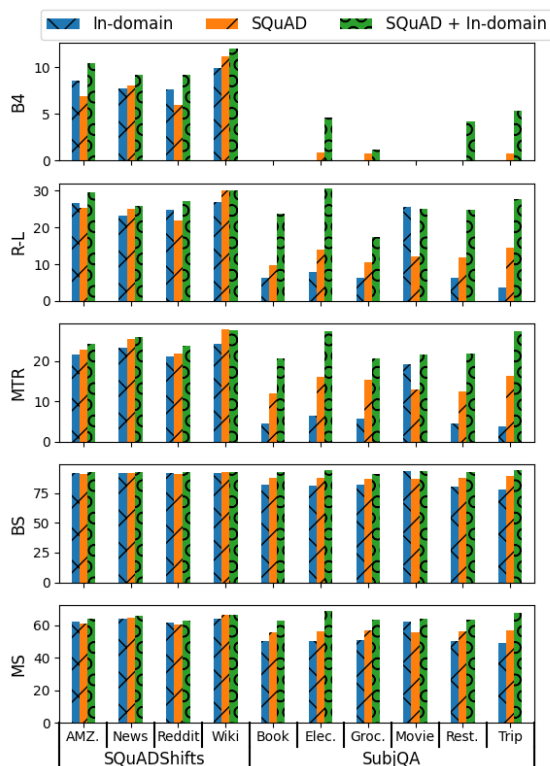 In-domain SQuAD SQuAD + In-domain
B4
10
5
0
R-L
30
20
10
0
MTR
20
10
0
BS
75
50
25
0
MS
60
40
20
0
AMZ. News Reddit Wiki Book Elec. Groc. Movie Rest. Trip
SQuADShifts SubjQA